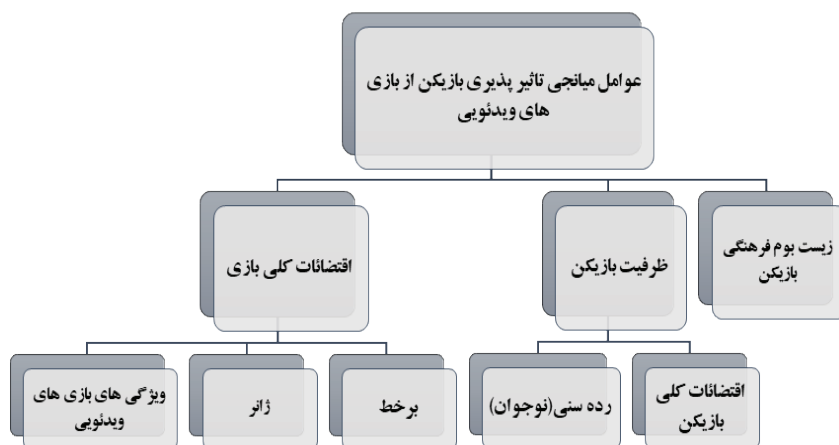 عوامل میانجی تاثیر پذیری بازیکن از بازی
های ویدئویی
زیست بوم فرهنگی
بازیکن
ظرفیت بازیکن
اقتضائات کلی بازی
اقتضائات کلی
بازیکن
رده سنی(نوجوان)
برخط
ژانر
ویژگی های بازی های
ویدئویی